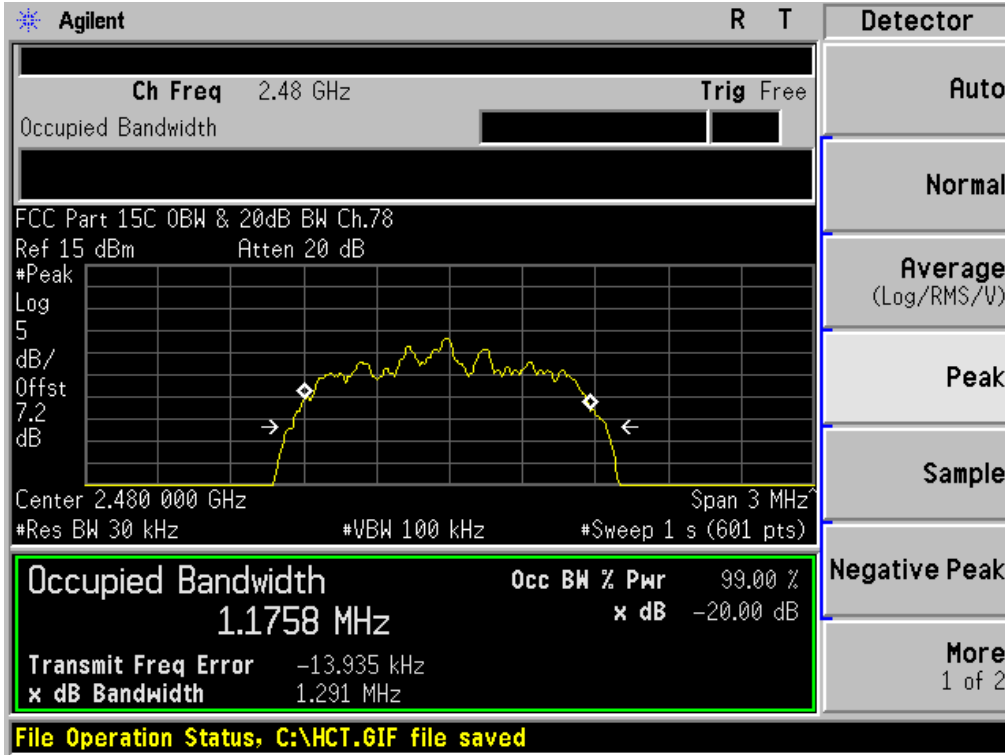 Agilent R T
Detector
Ch Freq 2.48 GHz Trig Free
Occupied Bandwidth
FCC Part 15C OBW & 20dB BW Ch.78
Ref 15 dBm Atten 20 dB
#Peak
Log
5
dB/
Offst
7.2
dB
Center 2.480 000 GHz Span 3 MHz^
#Res BW 30 kHz #VBW 100 kHz #Sweep 1 s (601 pts)
Occupied Bandwidth
1.1758 MHz
Occ BW % Pwr 99.00 %
x dB -20.00 dB
Transmit Freq Error -13.935 kHz
x dB Bandwidth 1.291 MHz
File Operation Status, C:\HCT.GIF file saved
Auto
Normal
Average
(Log/RMS/V)
Peak
Sample
Negative Peak
More
1 of 2